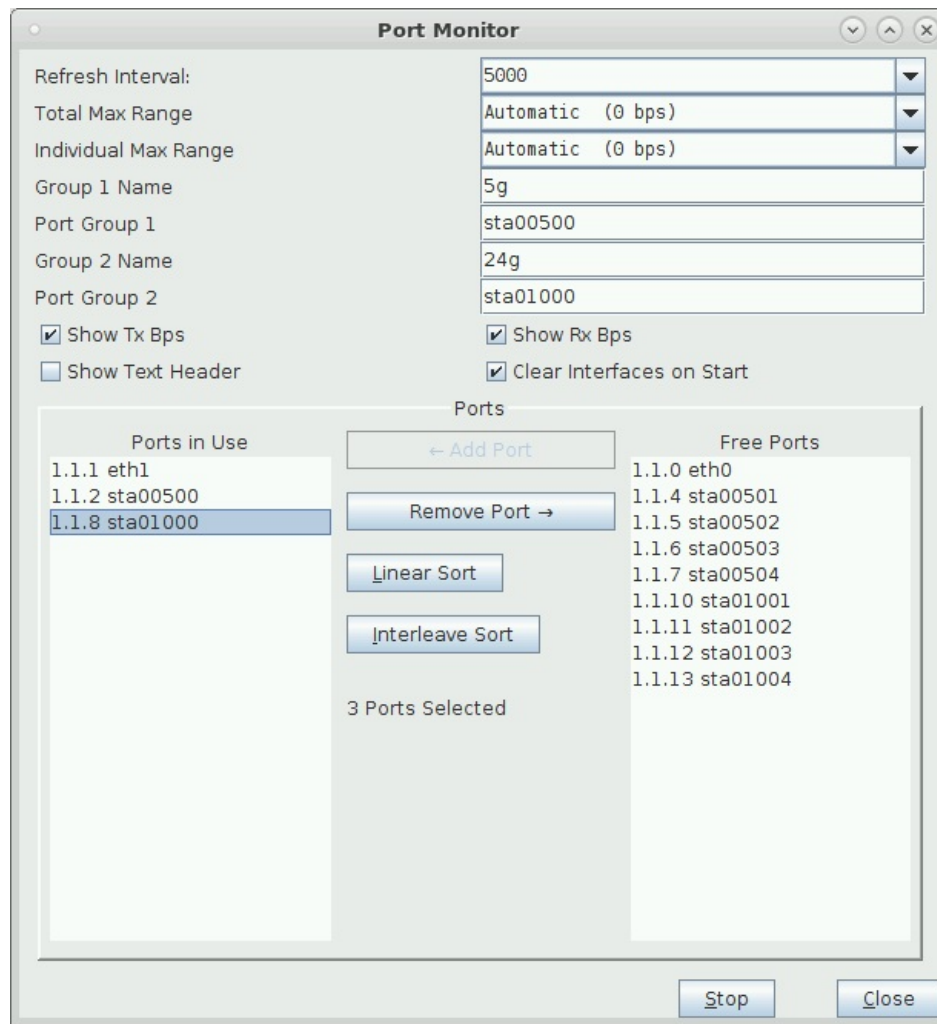 Port Monitor
Refresh Interval: 5000
Total Max Range Automatic (0 bps)
Individual Max Range Automatic (0 bps)
Group 1 Name 5g
Port Group 1 sta00500
Group 2 Name 24g
Port Group 2 sta01000
Show Tx Bps Show Rx Bps
Show Text Header Clear Interfaces on Start
Ports
Ports in Use
1.1.1 eth1
1.1.2 sta00500
1.1.8 sta01000
← Add Port
Remove Port →
Linear Sort
Interleave Sort
3 Ports Selected
Free Ports
1.1.0 eth0
1.1.4 sta00501
1.1.5 sta00502
1.1.6 sta00503
1.1.7 sta00504
1.1.10 sta01001
1.1.11 sta01002
1.1.12 sta01003
1.1.13 sta01004
Stop Close